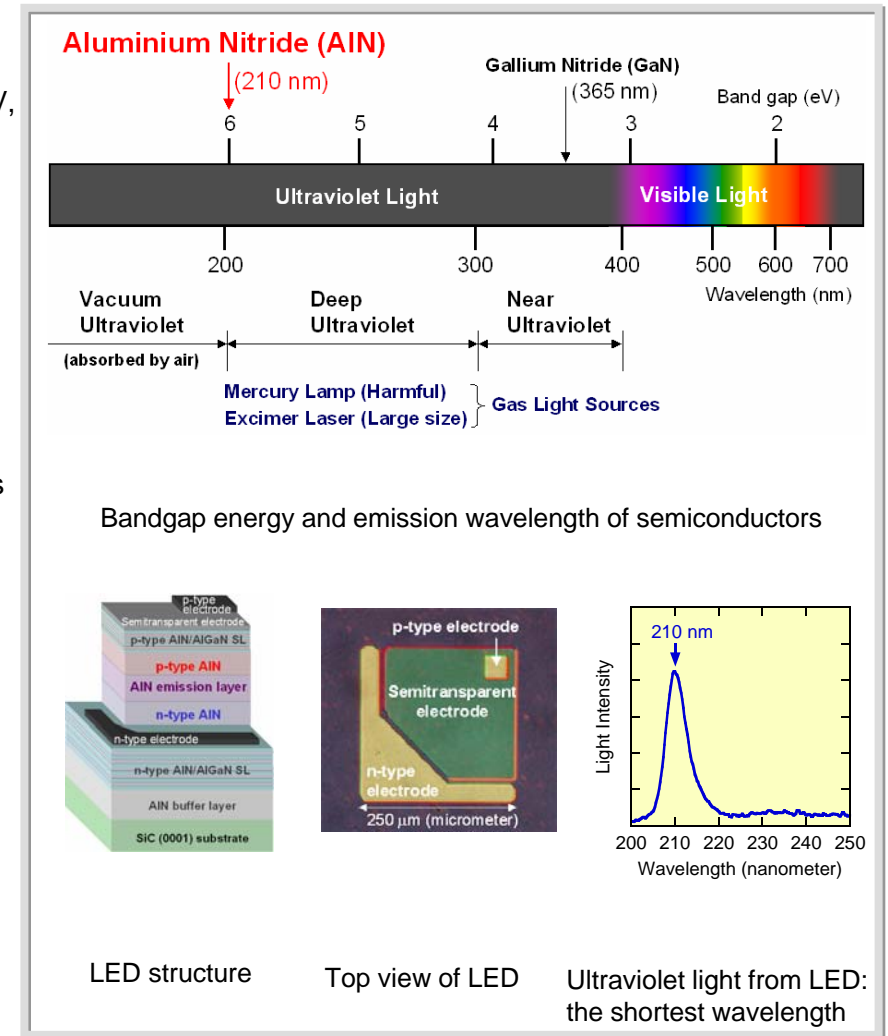 Aluminium Nitride (AlN)
(210 nm)
Gallium Nitride (GaN)
(365 nm)
Band gap (eV)
y,
6
5
4
3
2
Ultraviolet Light
Visible Light
200
300
400
500
600
700
Wavelength (nm)
Vacuum
Ultraviolet
Deep
Ultraviolet
Near
Ultraviolet
(absorbed by air)
Mercury Lamp (Harmful)
Excimer Laser (Large size)
Gas Light Sources
s
Bandgap energy and emission wavelength of semiconductors
p-type
electrode
Semitransparent electrode
p-type AlN/AlGaN SL
p-type AlN
AlN emission layer
n-type AlN
n-type electrode
n-type AlN/AlGaN SL
AlN buffer layer
SiC (0001) substrate
p-type electrode
Semitransparent
electrode
n-type
electrode
250 μm (micrometer)
210 nm
Light Intensity
200 210 220 230 240 250
Wavelength (nanometer)
LED structure
Top view of LED
Ultraviolet light from LED:
the shortest wavelength